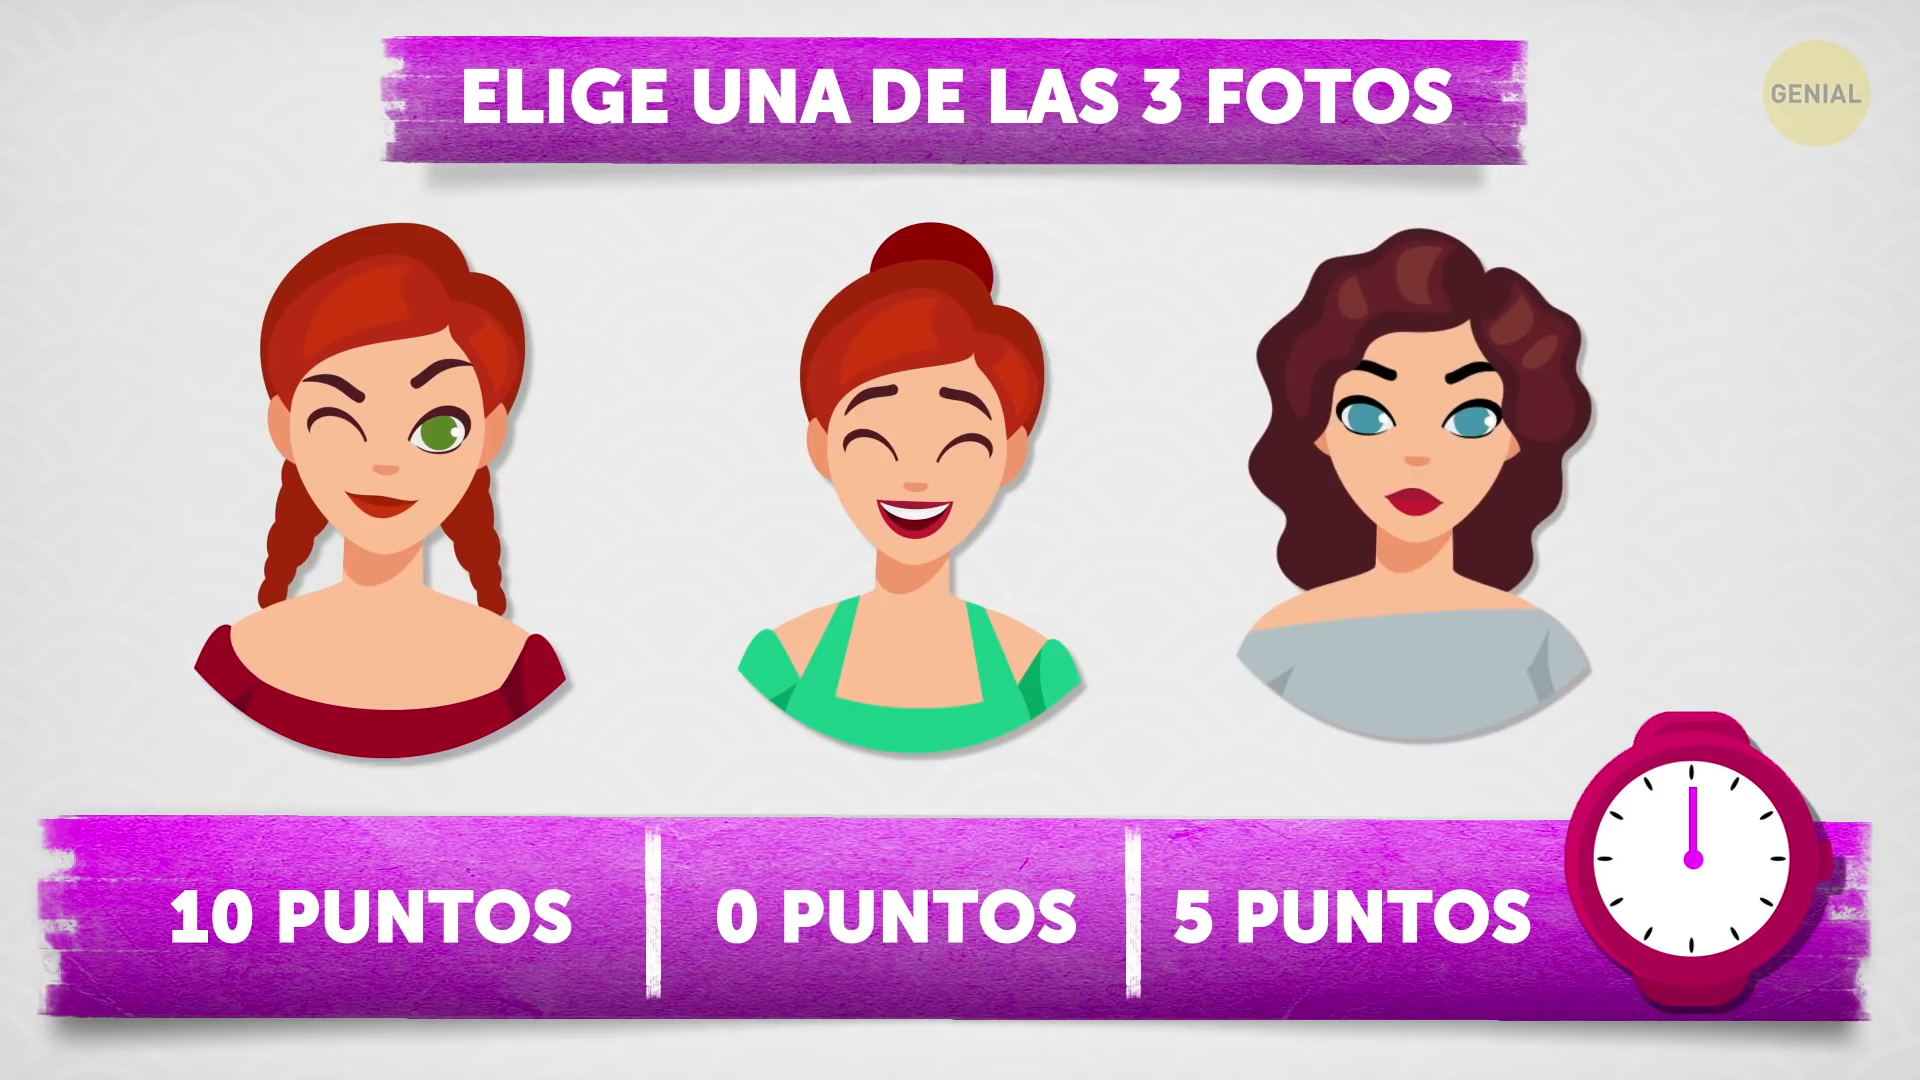 ELIGE UNA DE LAS 3 FOTOS
GENIAL
10 PUNTOS
0 PUNTOS
5 PUNTOS